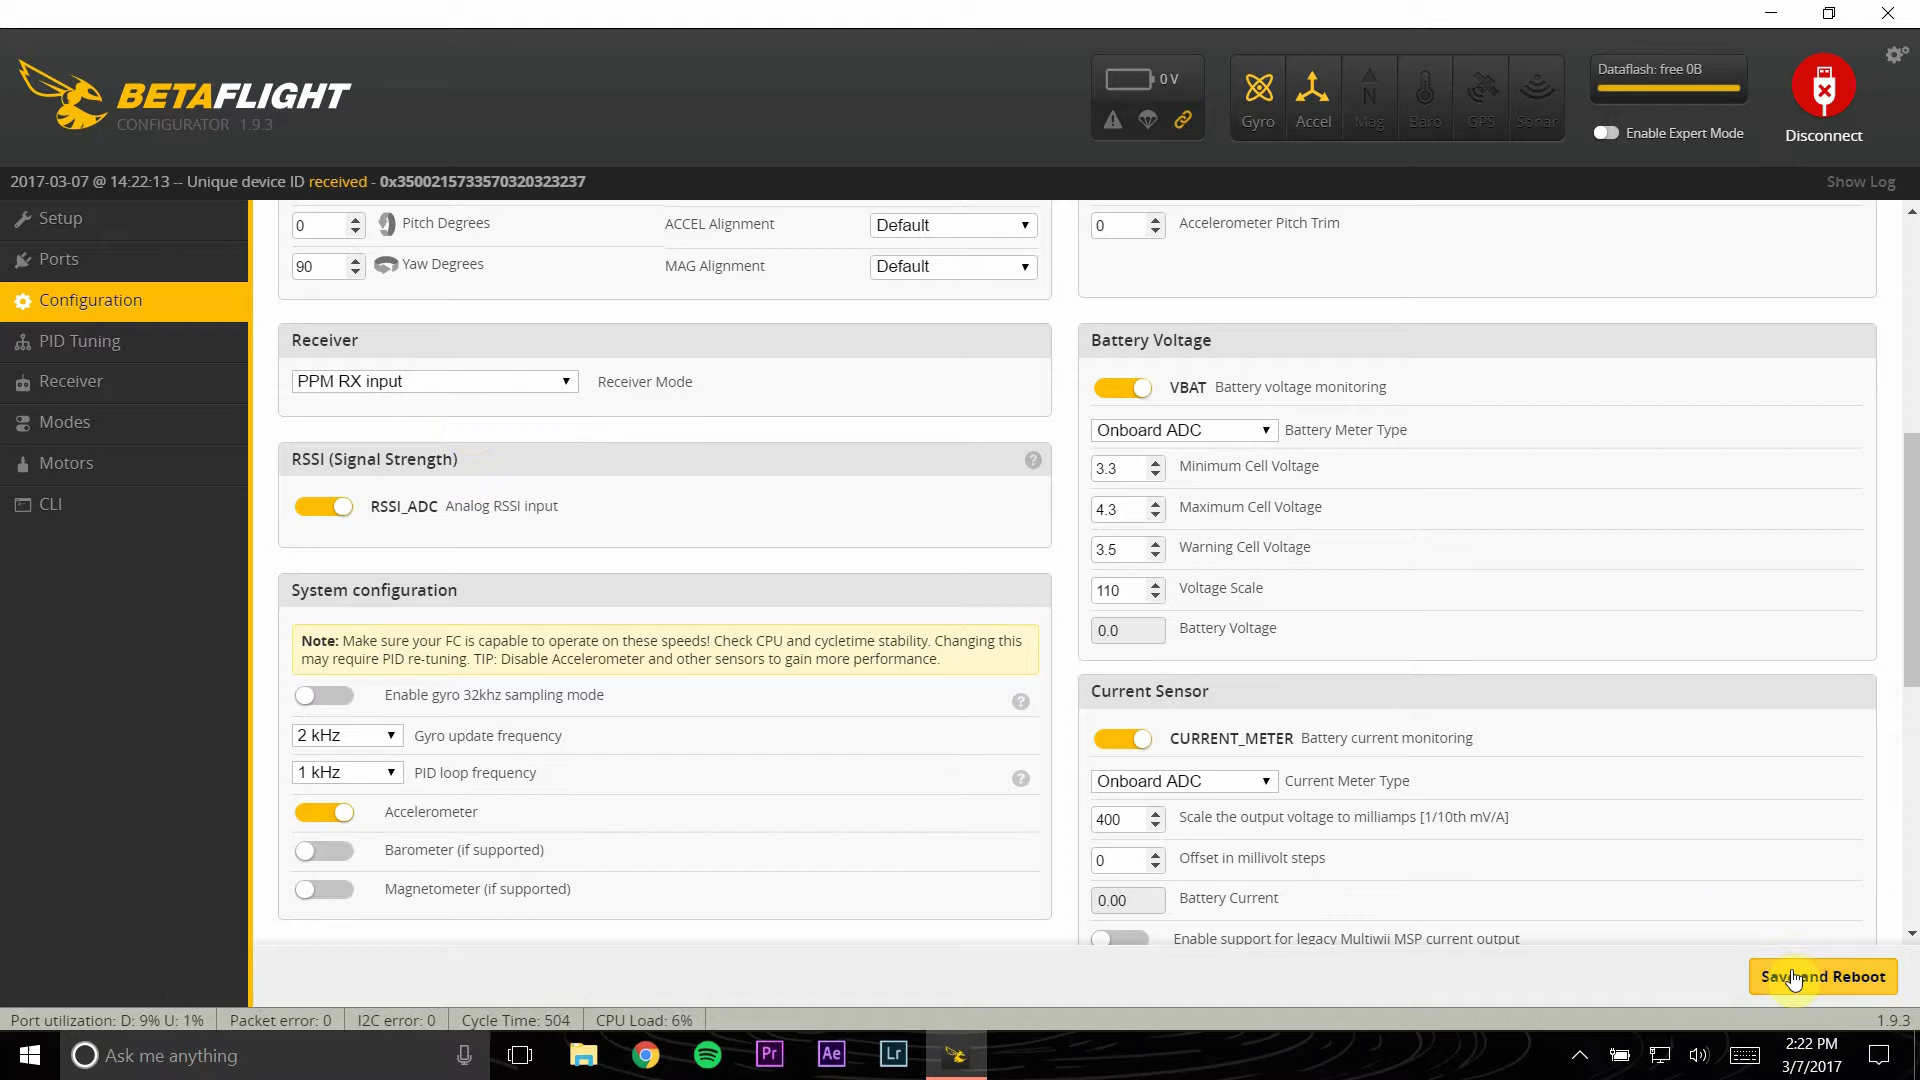 BETAFLIGHT
CONFIGURATOR 1.9.3
0 V
Gyro
Accel
Mag
Baro
GPS
Sonar
Dataflash: free 0B
Enable Expert Mode
Disconnect
2017-03-07 @ 14:22:13 -- Unique device ID received - 0x3500215733570320323237
Show Log
Setup
Ports
Configuration
PID Tuning
Receiver
Modes
Motors
CLI
0 Pitch Degrees
ACCEL Alignment Default
90 Yaw Degrees
MAG Alignment Default
0 Accelerometer Pitch Trim
Receiver
PPM RX input Receiver Mode
RSSI (Signal Strength)
?
RSSI_ADC Analog RSSI input
System configuration
Note: Make sure your FC is capable to operate on these speeds! Check CPU and cycletime stability. Changing this
may require PID re-tuning. TIP: Disable Accelerometer and other sensors to gain more performance.
Enable gyro 32khz sampling mode
?
2 kHz Gyro update frequency
1 kHz PID loop frequency
?
Accelerometer
Barometer (if supported)
Magnetometer (if supported)
Battery Voltage
VBAT Battery voltage monitoring
Onboard ADC Battery Meter Type
3.3 Minimum Cell Voltage
4.3 Maximum Cell Voltage
3.5 Warning Cell Voltage
110 Voltage Scale
0.0 Battery Voltage
Current Sensor
CURRENT_METER Battery current monitoring
Onboard ADC Current Meter Type
400 Scale the output voltage to milliamps [1/10th mV/A]
0 Offset in millivolt steps
0.00 Battery Current
Enable support for legacy Multiwii MSP current output
Save and Reboot
Port utilization: D: 9% U: 1%
Packet error: 0
I2C error: 0
Cycle Time: 504
CPU Load: 6%
1.9.3
Ask me anything
Pr
Ae
Lr
2:22 PM
3/7/2017